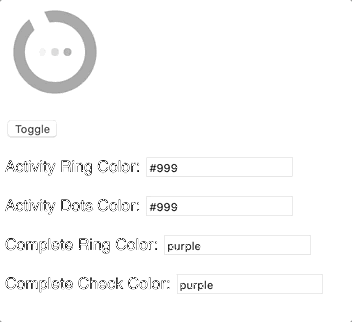 Toggle
Activity Ring Color: #999
Activity Dots Color: #999
Complete Ring Color: purple
Complete Check Color: purple